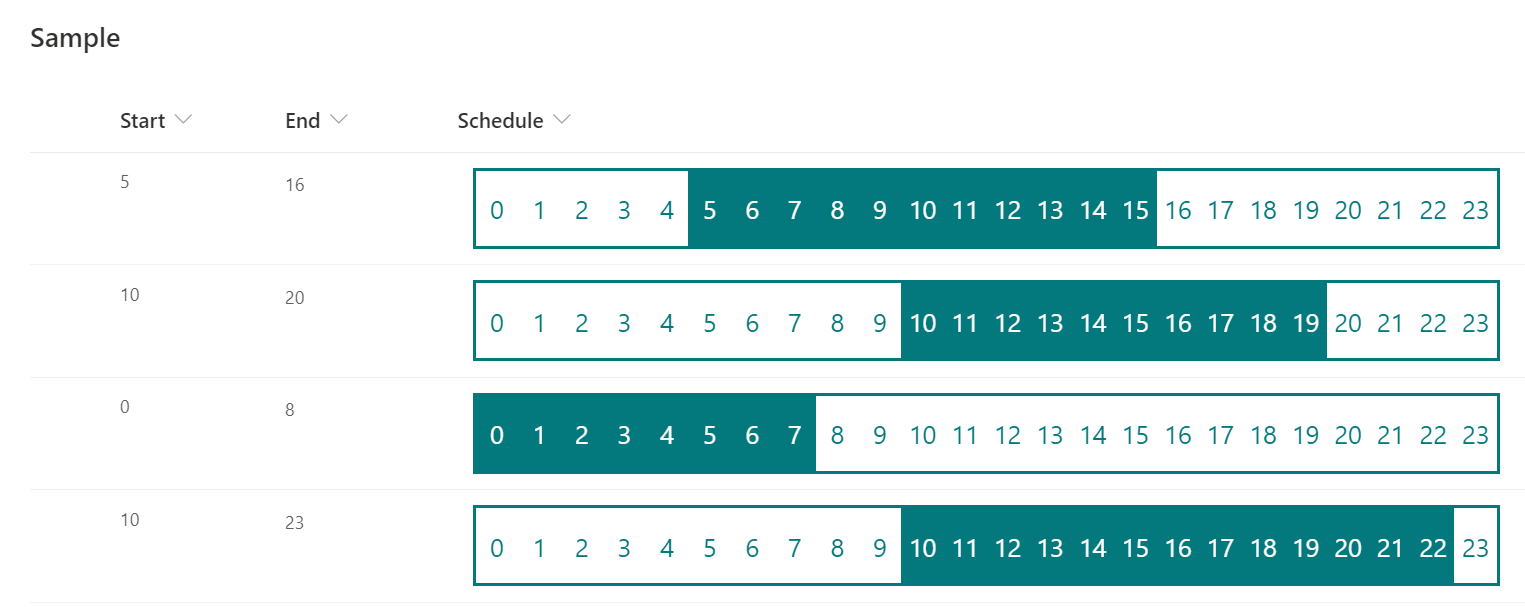 Sample
Start End Schedule
5 16 0 1 2 3 4 5 6 7 8 9 10 11 12 13 14 15 16 17 18 19 20 21 22 23
10 20 0 1 2 3 4 5 6 7 8 9 10 11 12 13 14 15 16 17 18 19 20 21 22 23
0 8 0 1 2 3 4 5 6 7 8 9 10 11 12 13 14 15 16 17 18 19 20 21 22 23
10 23 0 1 2 3 4 5 6 7 8 9 10 11 12 13 14 15 16 17 18 19 20 21 22 23